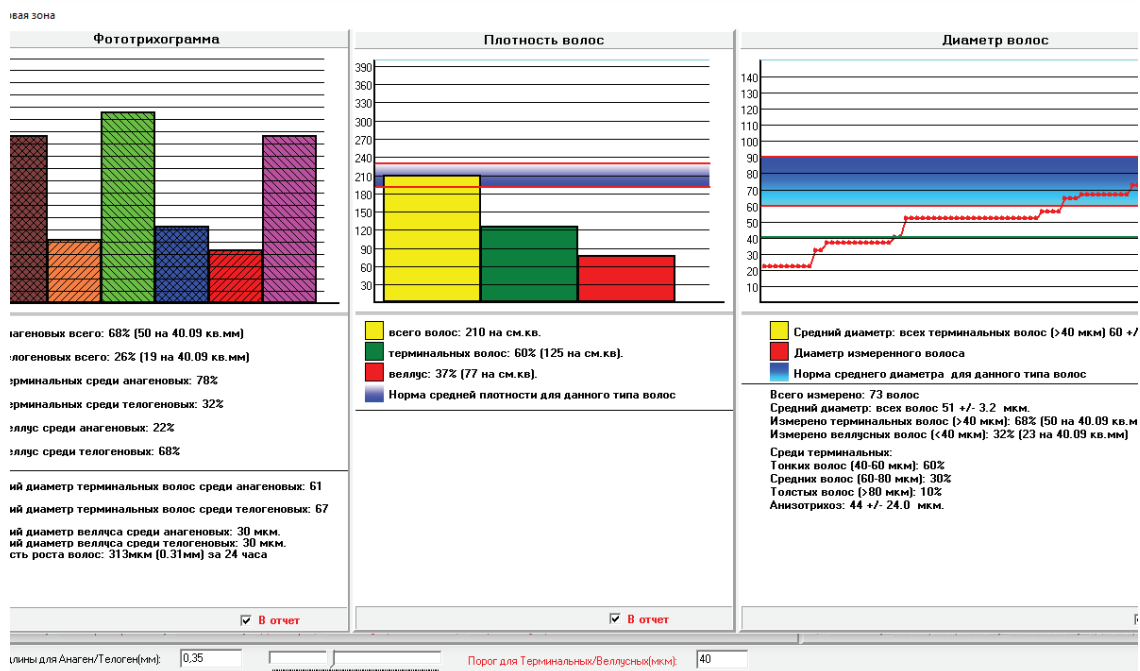 овая зона
Фототрихограмма
нагеновых всего: 68% (50 на 40.09 кв.мм)
елогеновых всего: 26% (19 на 40.09 кв.мм)
ерминальных среди анагеновых: 78%
ерминальных среди телогеновых: 32%
еллус среди анагеновых: 22%
еллус среди телогеновых: 68%
ий диаметр терминальных волос среди анагеновых: 61
ий диаметр терминальных волос среди телогеновых: 67
ий диаметр веллуса среди анагеновых: 30 мкм.
ий диаметр веллуса среди телогеновых: 30 мкм.
сть роста волос: 313мкм (0.31мм) за 24 часа
В отчет
Плотность волос
390
360
330
300
270
240
210
180
150
120
90
60
30
всего волос: 210 на см.кв.
терминальных волос: 60% (125 на см.кв).
веллус: 37% (77 на см.кв).
Норма средней плотности для данного типа волос
В отчет
Диаметр волос
140
130
120
110
100
90
80
70
60
50
40
30
20
10
Средний диаметр: всех терминальных волос (>40 мкм) 60 +/
Диаметр измеренного волоса
Норма среднего диаметра для данного типа волос
Всего измерено: 73 волос
Средний диаметр: всех волос 51 +/- 3.2 мкм.
Измерено терминальных волос (>40 мкм): 68% (50 на 40.09 кв.м
Измерено веллусных волос (<40 мкм): 32% (23 на 40.09 кв.мм)
Среди терминальных:
Тонких волос (40-60 мкм): 60%
Средних волос (60-80 мкм): 30%
Толстых волос (>80 мкм): 10%
Анизотрихоз: 44 +/- 24.0 мкм.
длины для Анаген/Телоген(мм): 0,35
Порог для Терминальных/Веллусных(мкм): 40